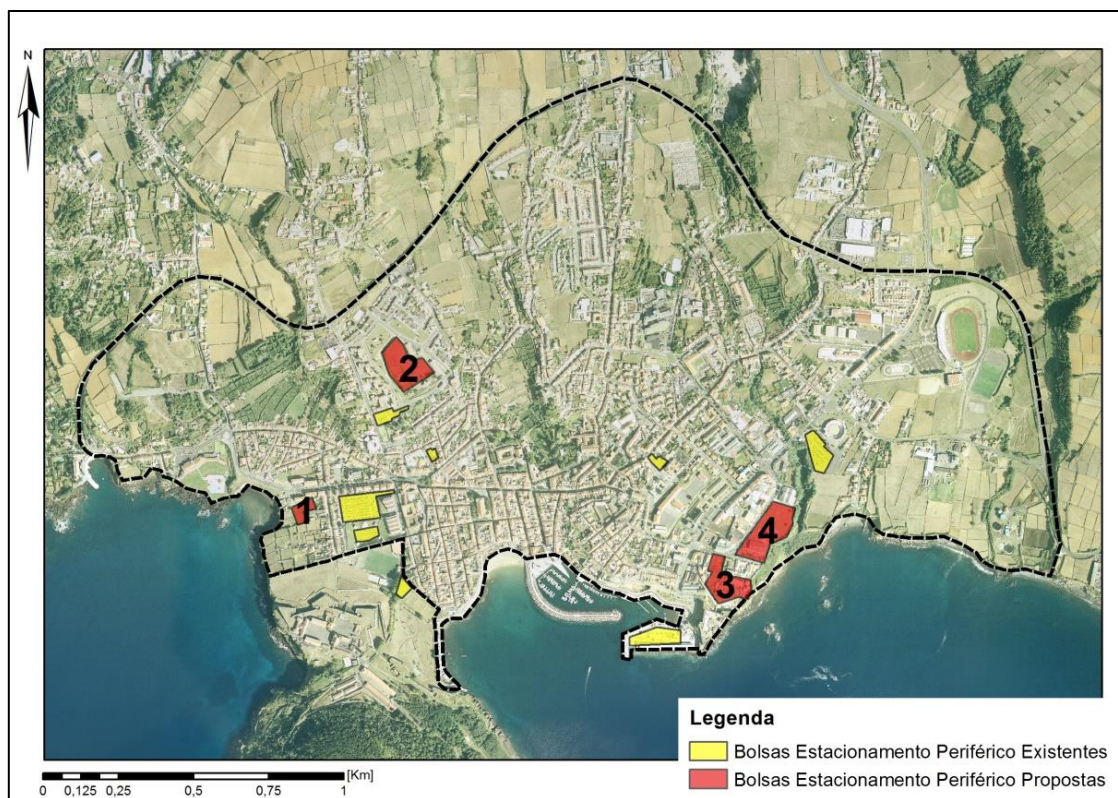 N
2
1
4
3
Legenda
Bolsas Estacionamento Periférico Existentes
Bolsas Estacionamento Periférico Propostas
[Km]
0 0,125 0,25 0,5 0,75 1